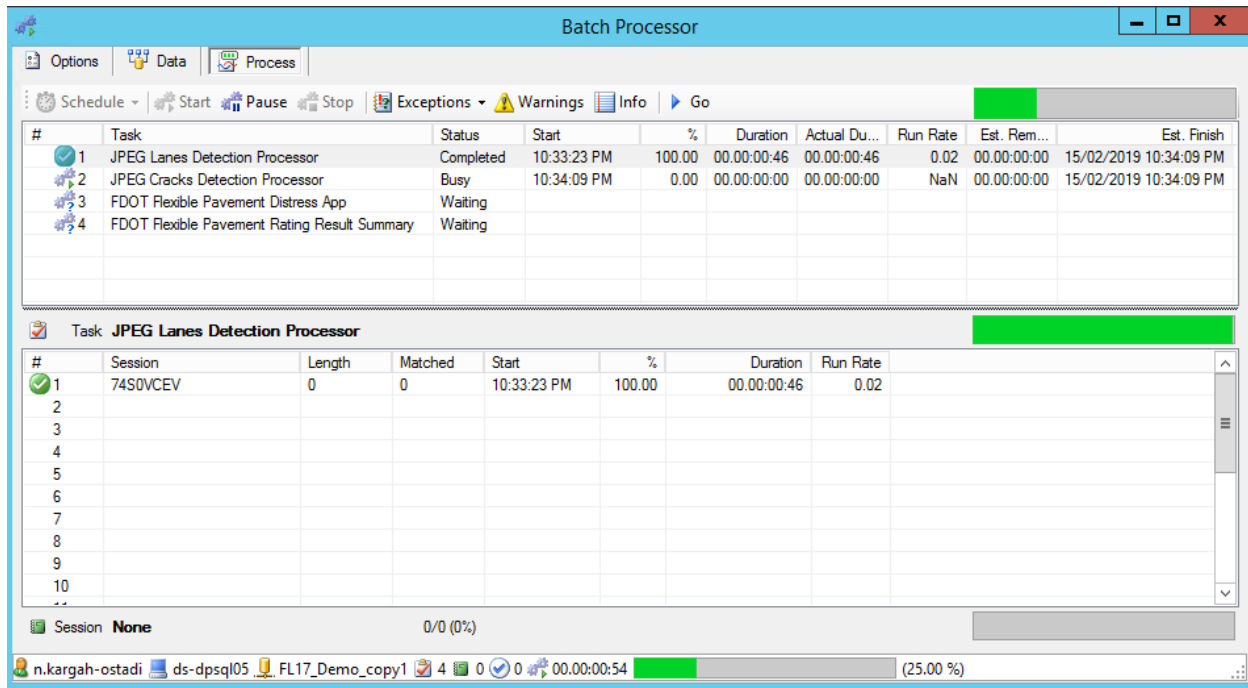 Batch Processor
Options Data Process
Schedule Start Pause Stop Exceptions Warnings Info Go
# Task Status Start % Duration Actual Du... Run Rate Est. Rem... Est. Finish
1 JPEG Lanes Detection Processor Completed 10:33:23 PM 100.00 00.00:00:46 00.00:00:46 0.02 00.00:00:00 15/02/2019 10:34:09 PM
2 JPEG Cracks Detection Processor Busy 10:34:09 PM 0.00 00.00:00:00 00.00:00:00 NaN 00.00:00:00 15/02/2019 10:34:09 PM
3 FDOT Flexible Pavement Distress App Waiting
4 FDOT Flexible Pavement Rating Result Summary Waiting
Task JPEG Lanes Detection Processor
# Session Length Matched Start % Duration Run Rate
1 74S0VCEV 0 0 10:33:23 PM 100.00 00.00:00:46 0.02
2
3
4
5
6
7
8
9
10
Session None 0/0 (0%)
n.kargah-ostadi ds-dpsql05 FL17_Demo_copy1 4 0 0 00.00:00:54 (25.00 %)